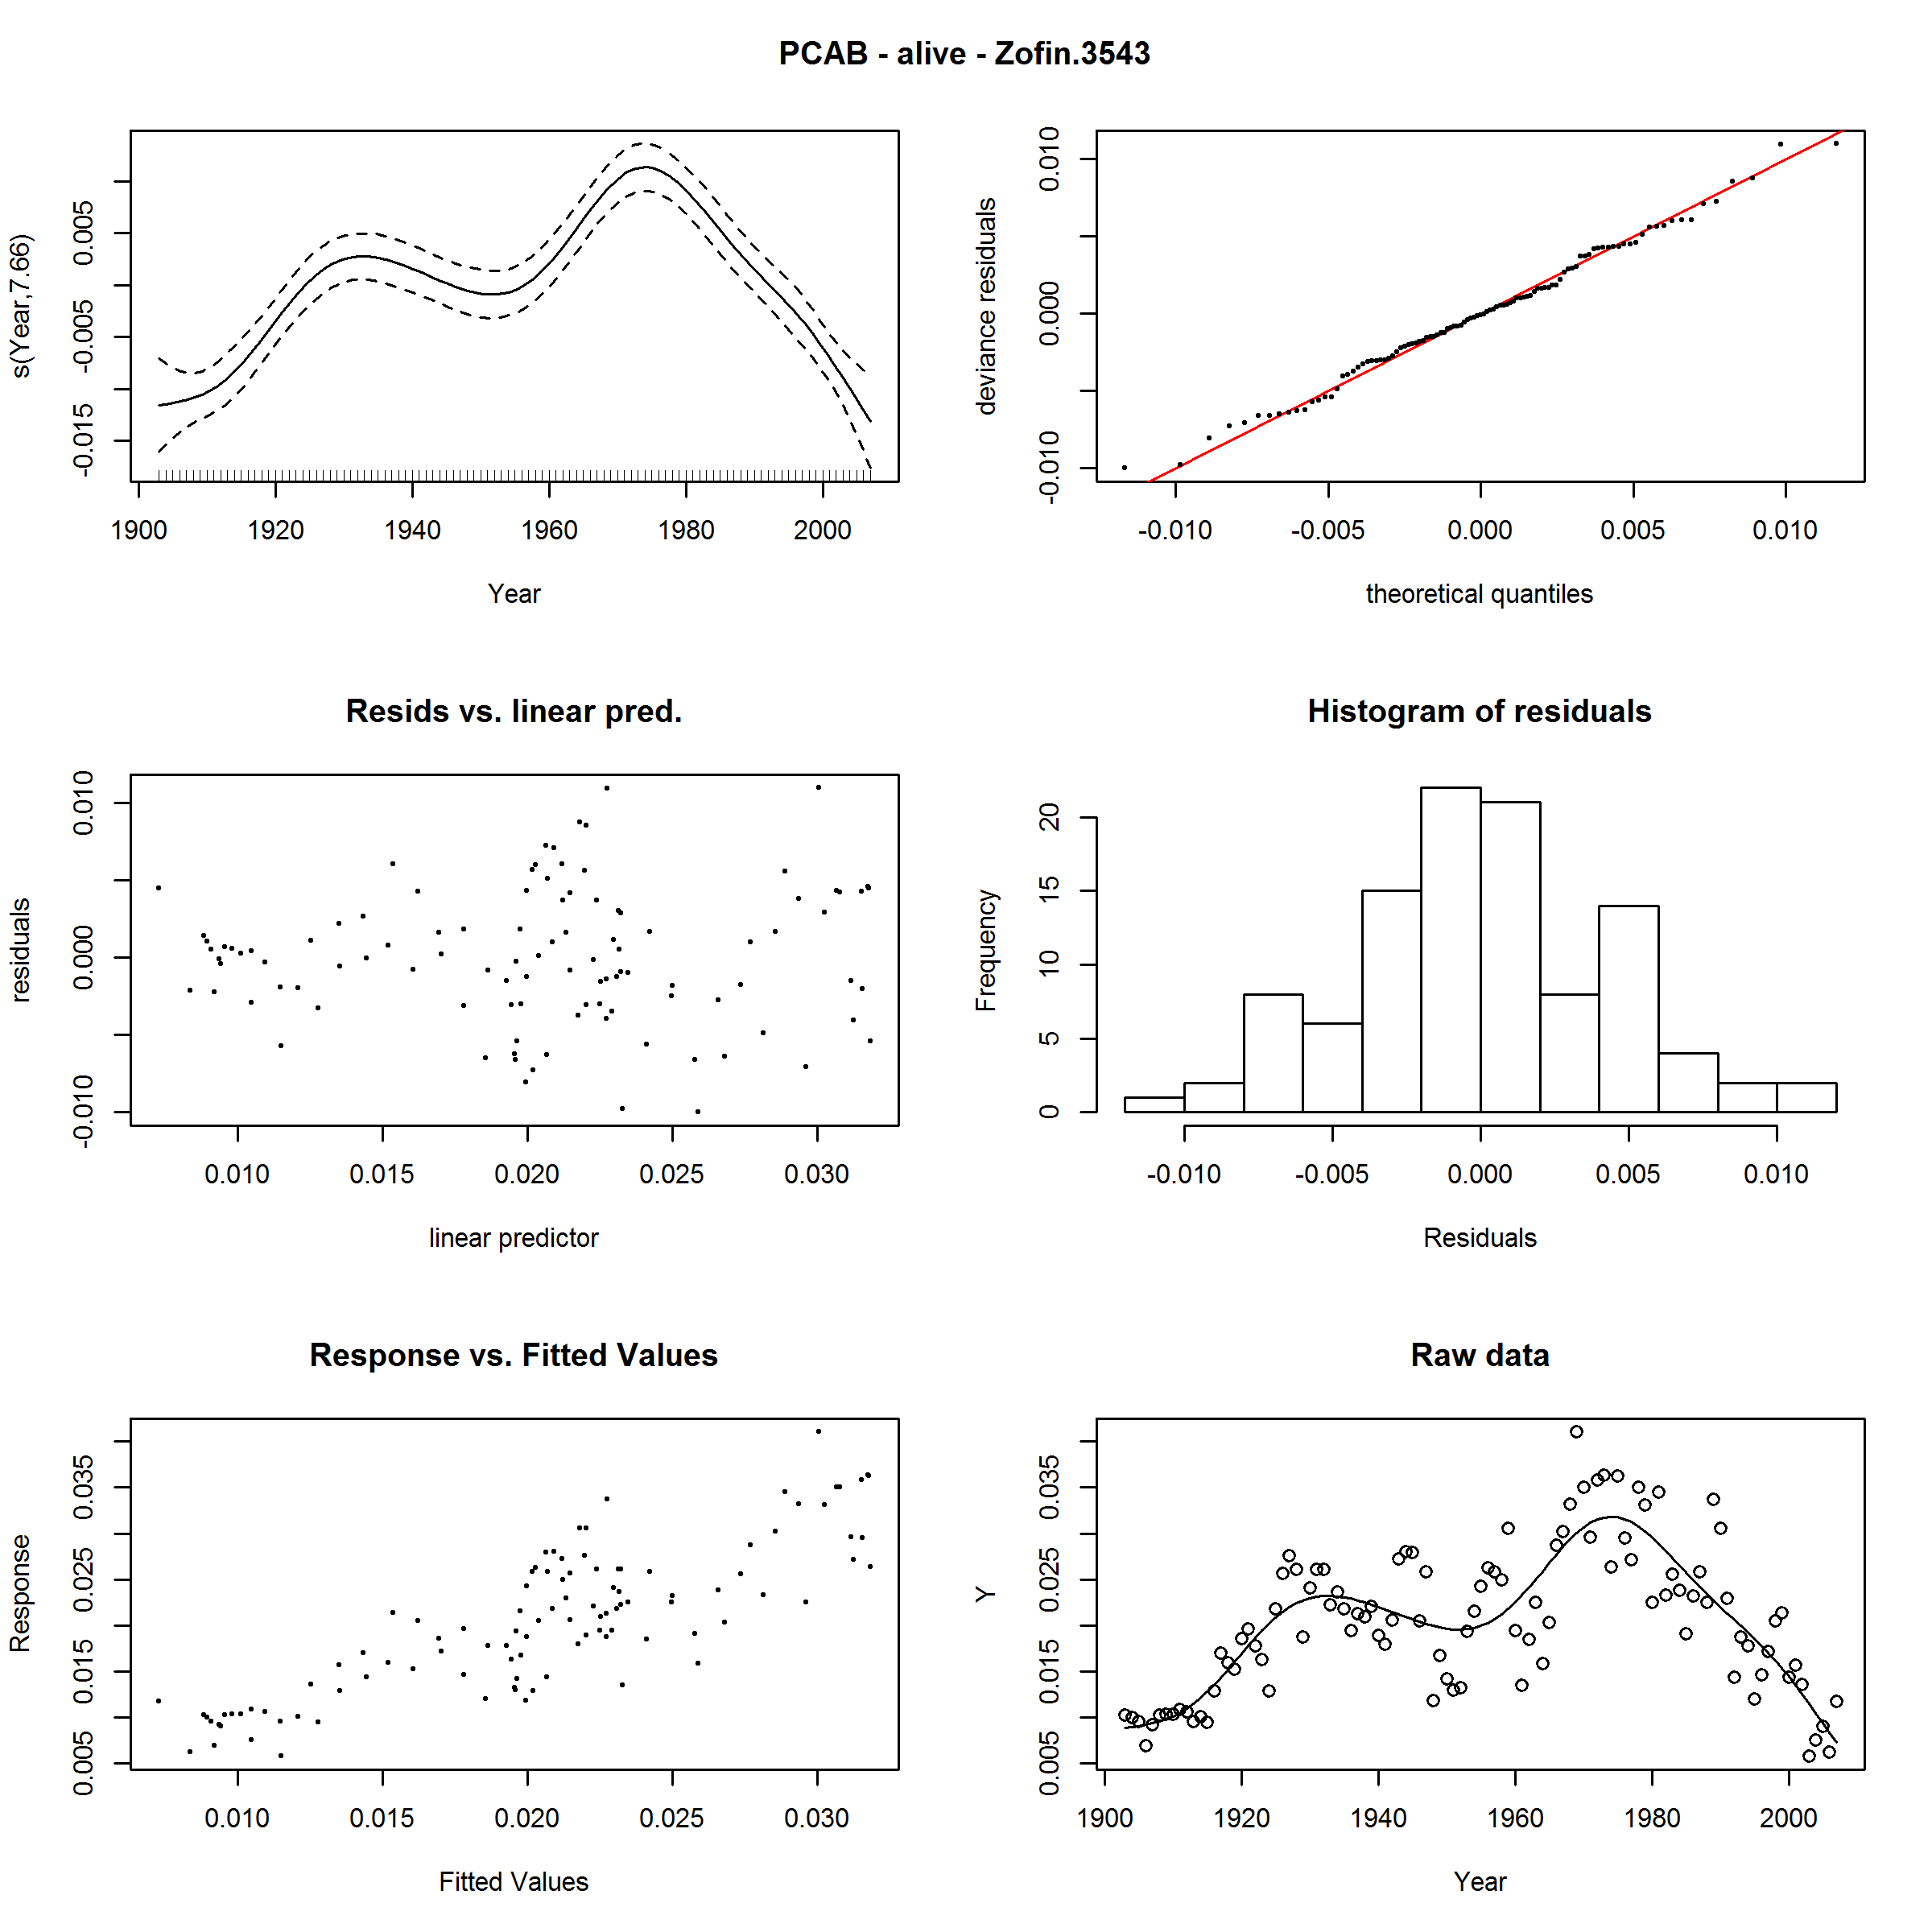 PCAB - alive - Zofin.3543
s(Year,7.66)
-0.015 -0.005 0.005
1900 1920 1940 1960 1980 2000
Year
deviance residuals
-0.010 0.000 0.010
-0.010 -0.005 0.000 0.005 0.010
theoretical quantiles
Resids vs. linear pred.
residuals
-0.010 0.000 0.010
0.010 0.015 0.020 0.025 0.030
linear predictor
Histogram of residuals
Frequency
0 5 10 15 20
-0.010 -0.005 0.000 0.005 0.010
Residuals
Response vs. Fitted Values
Response
0.005 0.015 0.025 0.035
0.010 0.015 0.020 0.025 0.030
Fitted Values
Raw data
Y
0.005 0.015 0.025 0.035
1900 1920 1940 1960 1980 2000
Year